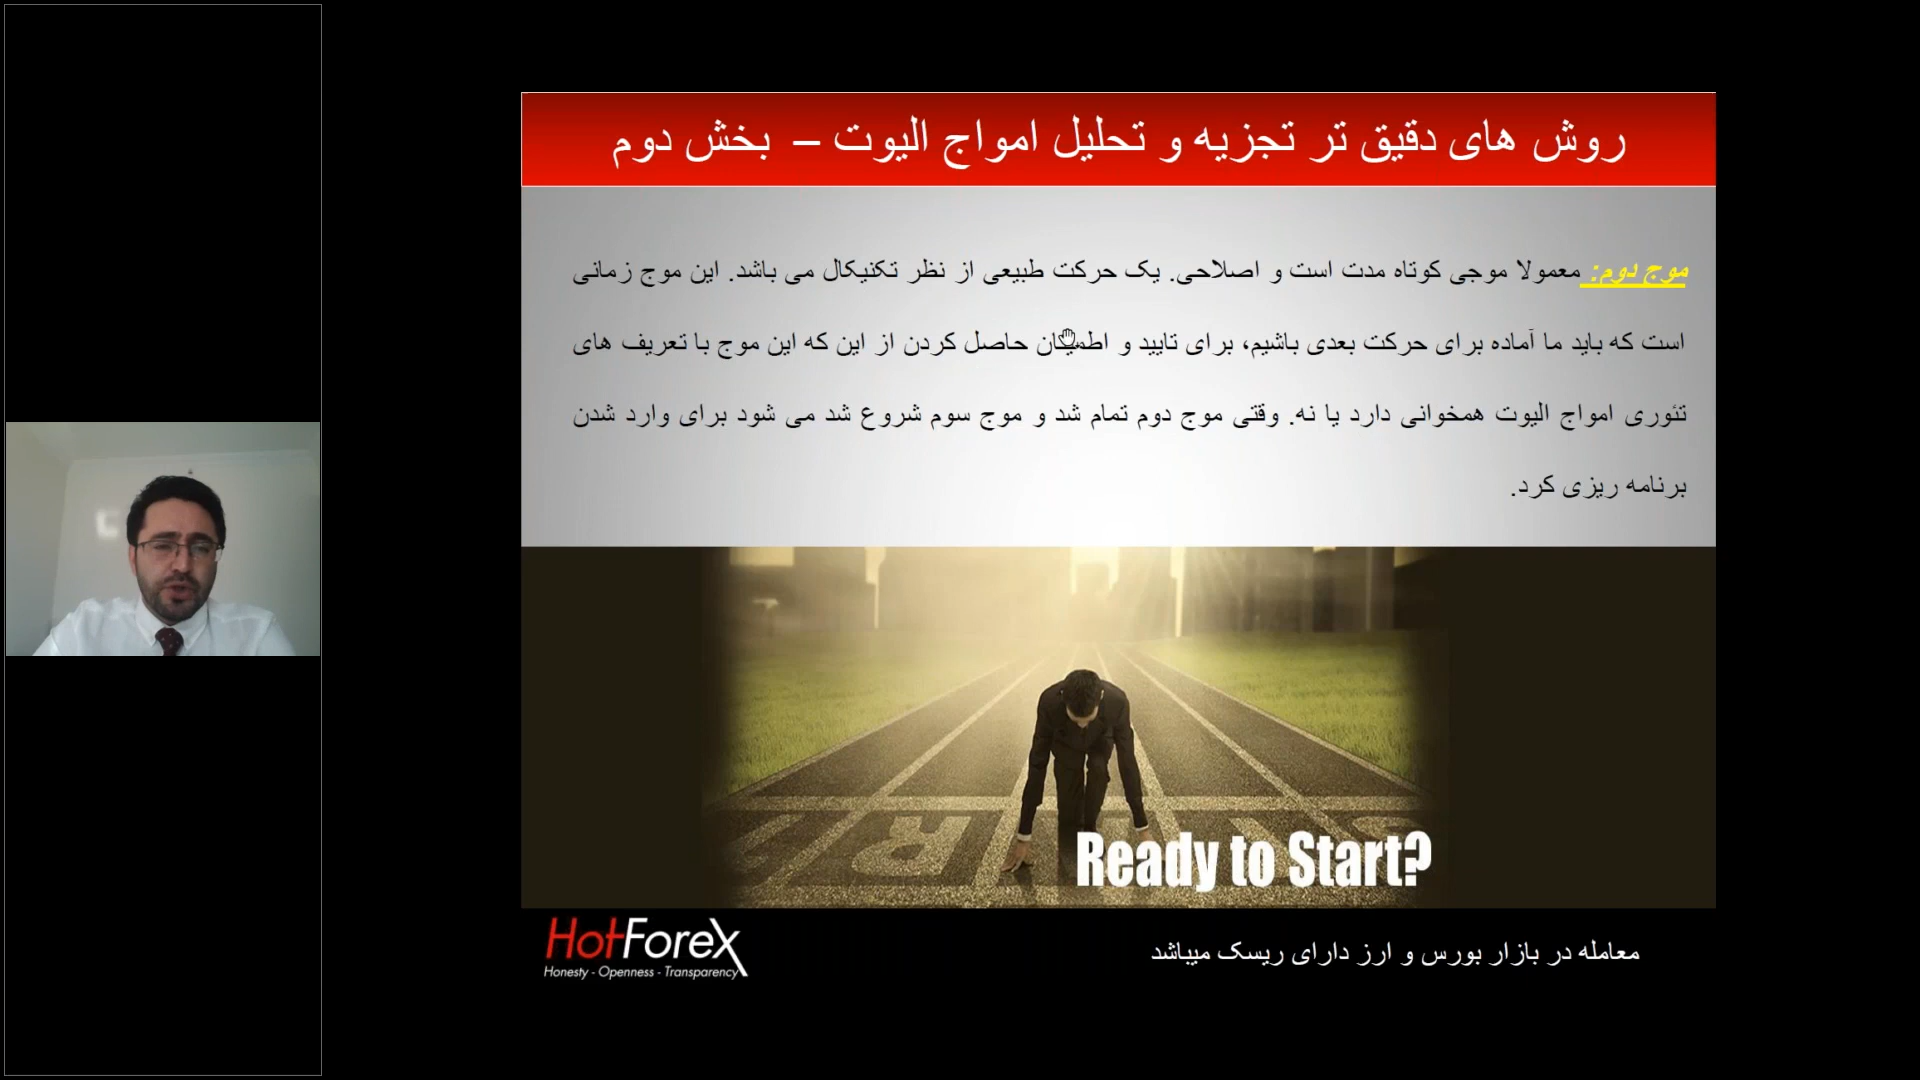 روش های دقیق تر تجزیه و تحلیل امواج الیوت – بخش دوم
موج دوم: معمولا موجی کوتاه مدت است و اصلاحی. یک حرکت طبیعی از نظر تکنیکال می باشد. این موج زمانی
است که باید ما آماده برای حرکت بعدی باشیم، برای تایید و اطمینان حاصل کردن از این که این موج با تعریف های
تئوری امواج الیوت همخوانی دارد یا نه. وقتی موج دوم تمام شد و موج سوم شروع شد می شود برای وارد شدن
برنامه ریزی کرد.
Ready to Start?
HotForex
Honesty - Openness - Transparency
معامله در بازار بورس و ارز دارای ریسک میباشد